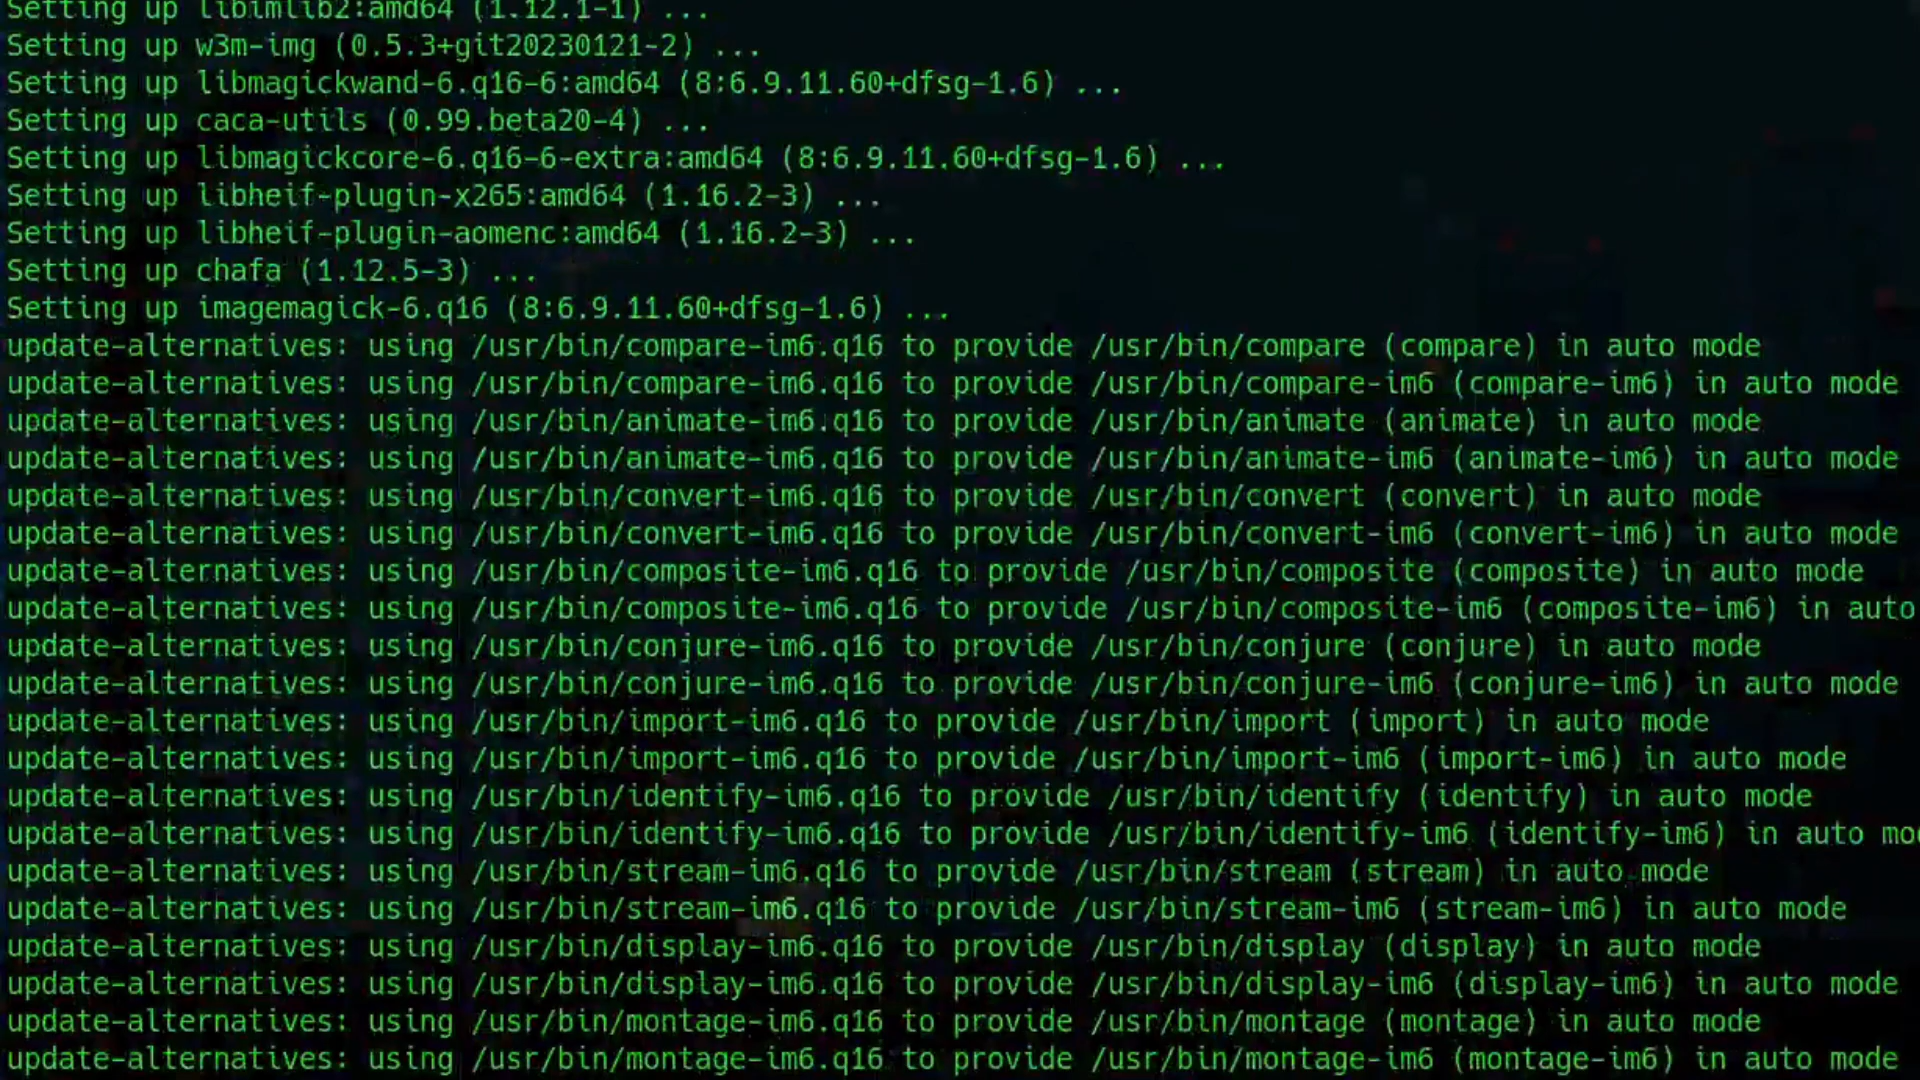 Setting up libimlib2:amd64 (1.12.1-1) ...
Setting up w3m-img (0.5.3+git20230121-2) ...
Setting up libmagickwand-6.q16-6:amd64 (8:6.9.11.60+dfsg-1.6) ...
Setting up caca-utils (0.99.beta20-4) ...
Setting up libmagickcore-6.q16-6-extra:amd64 (8:6.9.11.60+dfsg-1.6) ...
Setting up libheif-plugin-x265:amd64 (1.16.2-3) ...
Setting up libheif-plugin-aomenc:amd64 (1.16.2-3) ...
Setting up chafa (1.12.5-3) ...
Setting up imagemagick-6.q16 (8:6.9.11.60+dfsg-1.6) ...
update-alternatives: using /usr/bin/compare-im6.q16 to provide /usr/bin/compare (compare) in auto mode
update-alternatives: using /usr/bin/compare-im6.q16 to provide /usr/bin/compare-im6 (compare-im6) in auto mode
update-alternatives: using /usr/bin/animate-im6.q16 to provide /usr/bin/animate (animate) in auto mode
update-alternatives: using /usr/bin/animate-im6.q16 to provide /usr/bin/animate-im6 (animate-im6) in auto mode
update-alternatives: using /usr/bin/convert-im6.q16 to provide /usr/bin/convert (convert) in auto mode
update-alternatives: using /usr/bin/convert-im6.q16 to provide /usr/bin/convert-im6 (convert-im6) in auto mode
update-alternatives: using /usr/bin/composite-im6.q16 to provide /usr/bin/composite (composite) in auto mode
update-alternatives: using /usr/bin/composite-im6.q16 to provide /usr/bin/composite-im6 (composite-im6) in auto
update-alternatives: using /usr/bin/conjure-im6.q16 to provide /usr/bin/conjure (conjure) in auto mode
update-alternatives: using /usr/bin/conjure-im6.q16 to provide /usr/bin/conjure-im6 (conjure-im6) in auto mode
update-alternatives: using /usr/bin/import-im6.q16 to provide /usr/bin/import (import) in auto mode
update-alternatives: using /usr/bin/import-im6.q16 to provide /usr/bin/import-im6 (import-im6) in auto mode
update-alternatives: using /usr/bin/identify-im6.q16 to provide /usr/bin/identify (identify) in auto mode
update-alternatives: using /usr/bin/identify-im6.q16 to provide /usr/bin/identify-im6 (identify-im6) in auto
update-alternatives: using /usr/bin/stream-im6.q16 to provide /usr/bin/stream (stream) in auto mode
update-alternatives: using /usr/bin/stream-im6.q16 to provide /usr/bin/stream-im6 (stream-im6) in auto mode
update-alternatives: using /usr/bin/display-im6.q16 to provide /usr/bin/display (display) in auto mode
update-alternatives: using /usr/bin/display-im6.q16 to provide /usr/bin/display-im6 (display-im6) in auto mode
update-alternatives: using /usr/bin/montage-im6.q16 to provide /usr/bin/montage (montage) in auto mode
update-alternatives: using /usr/bin/montage-im6.q16 to provide /usr/bin/montage-im6 (montage-im6) in auto mode